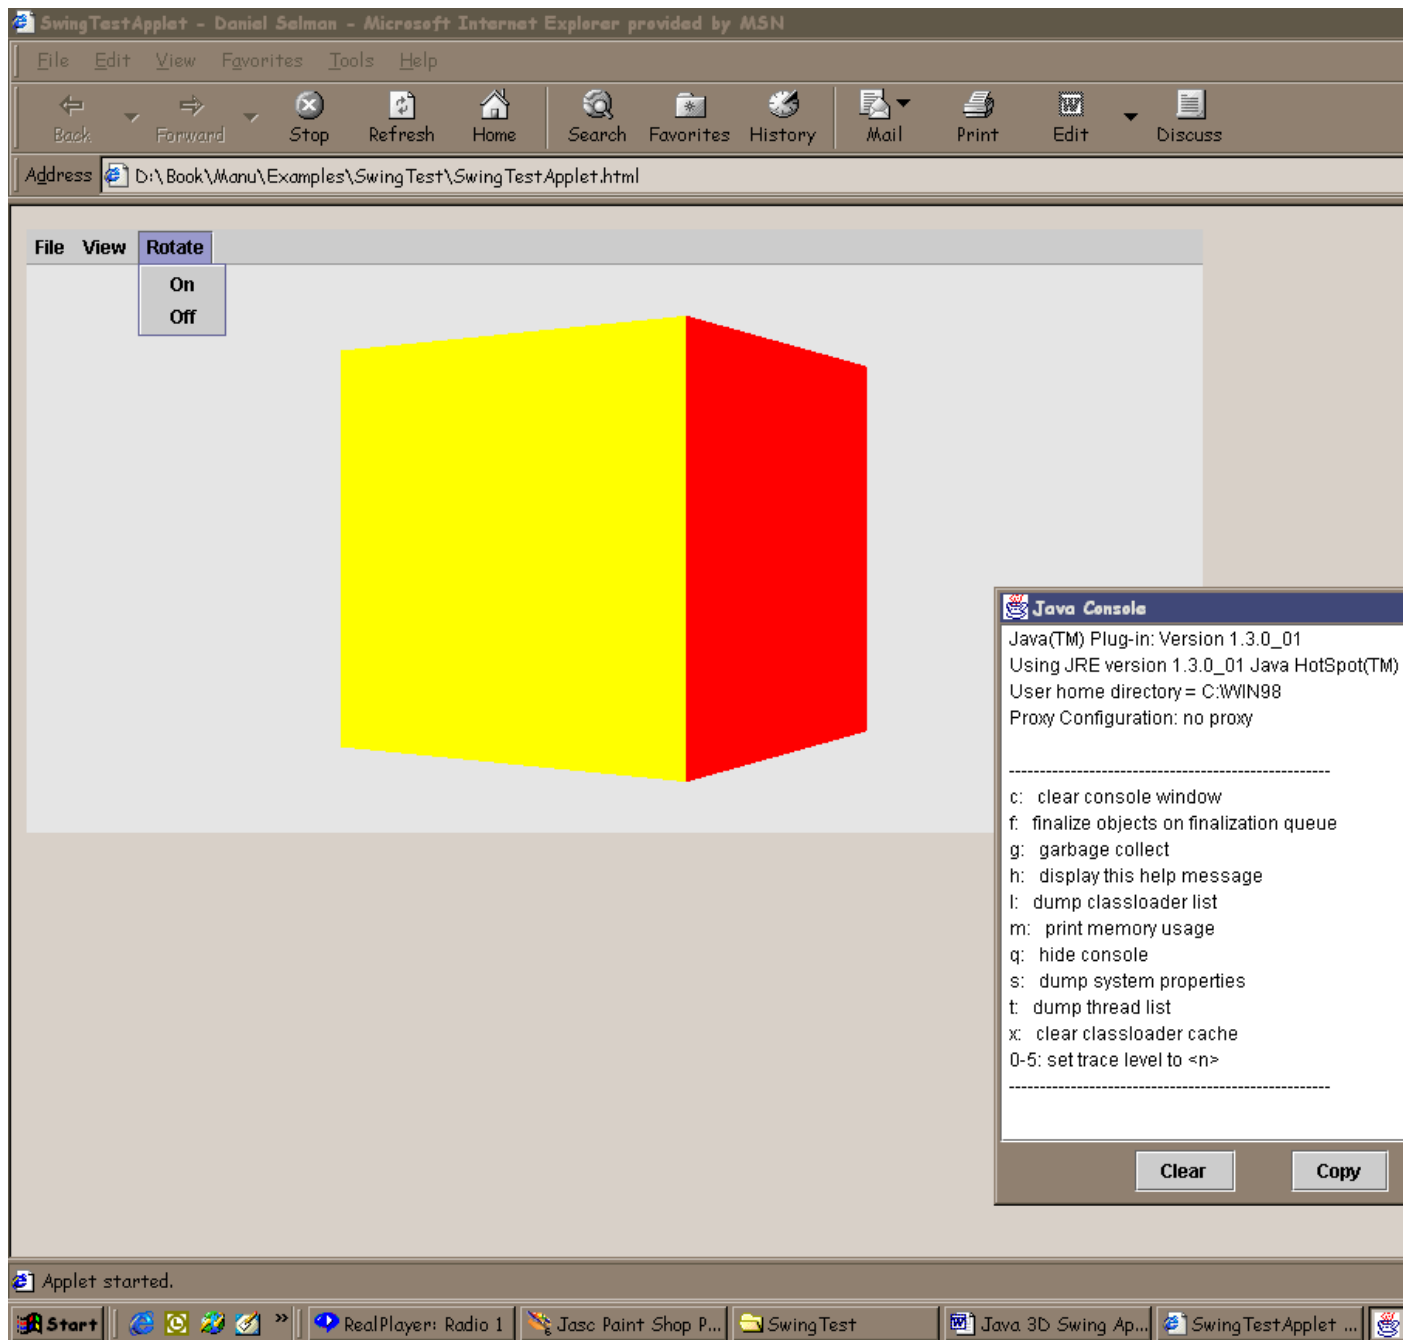 SwingTestApplet - Daniel Selman - Microsoft Internet Explorer provided by MSN
File Edit View Favorites Tools Help
Back Forward Stop Refresh Home Search Favorites History Mail Print Edit Discuss
Address D:\Book\Manu\Examples\SwingTest\SwingTestApplet.html
File View Rotate
On
Off
Java Console
Java(TM) Plug-in: Version 1.3.0_01
Using JRE version 1.3.0_01 Java HotSpot(TM)
User home directory = C:\WIN98
Proxy Configuration: no proxy
----------------------------------------------------
c: clear console window
f: finalize objects on finalization queue
g: garbage collect
h: display this help message
l: dump classloader list
m: print memory usage
q: hide console
s: dump system properties
t: dump thread list
x: clear classloader cache
0-5: set trace level to <n>
----------------------------------------------------
Clear Copy
Applet started.
Start » RealPlayer: Radio 1 Jasc Paint Shop P... SwingTest Java 3D Swing Ap... SwingTestApplet ...